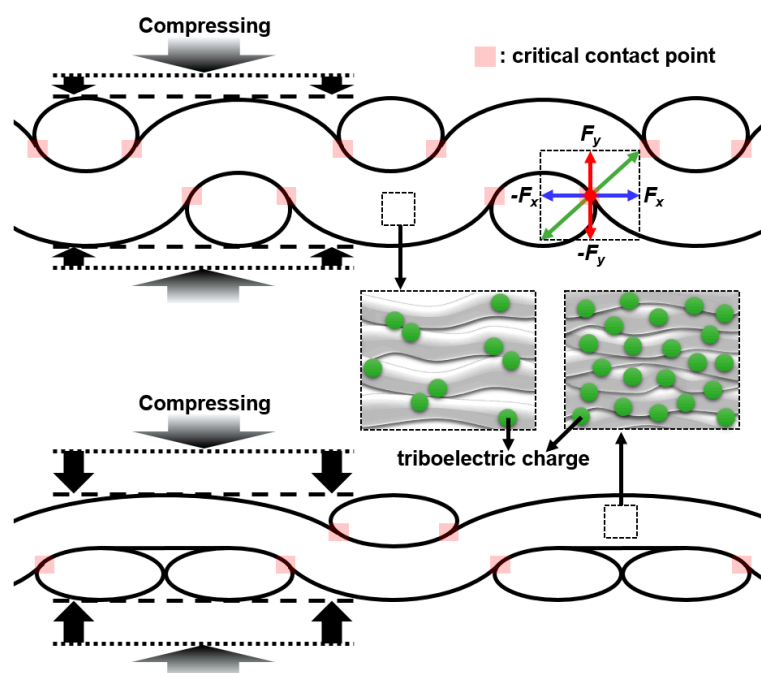 Compressing
: critical contact point
Fy
-Fx
Fx
-Fy
Compressing
triboelectric charge